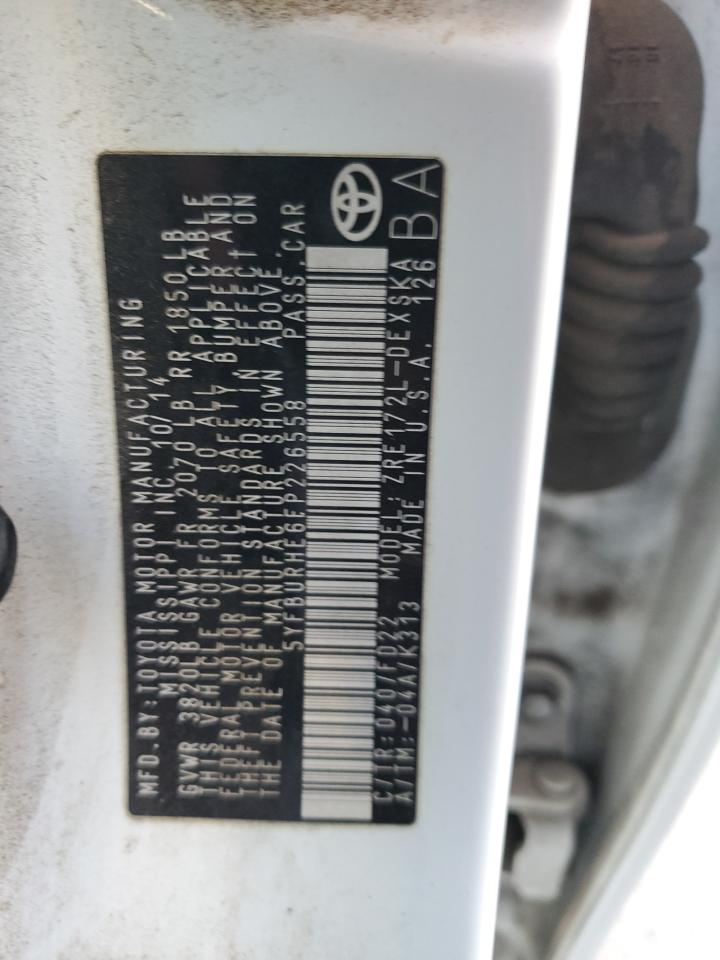 MFD.BY:TOYOTA MOTOR MANUFACTURING
MISSISSIPPI INC. 10/14
GVWR 3820LB GAWR FR 2070 LB RR 1850 LB
THIS VEHICLE CONFORMS TO ALL APPLICABLE
FEDERAL MOTOR VEHICLE SAFETY, BUMPER, AND
THEFT PREVENTION STANDARDS IN EFFECT ON
THE DATE OF MANUFACTURE SHOWN ABOVE.
5YFBURHE6FP226558 PASS.CAR
C/TR:040/FD22 MODEL:ZRE172L-DEXSKA
A/TM:-04A/K313 MADE IN U.S.A. 126 BA